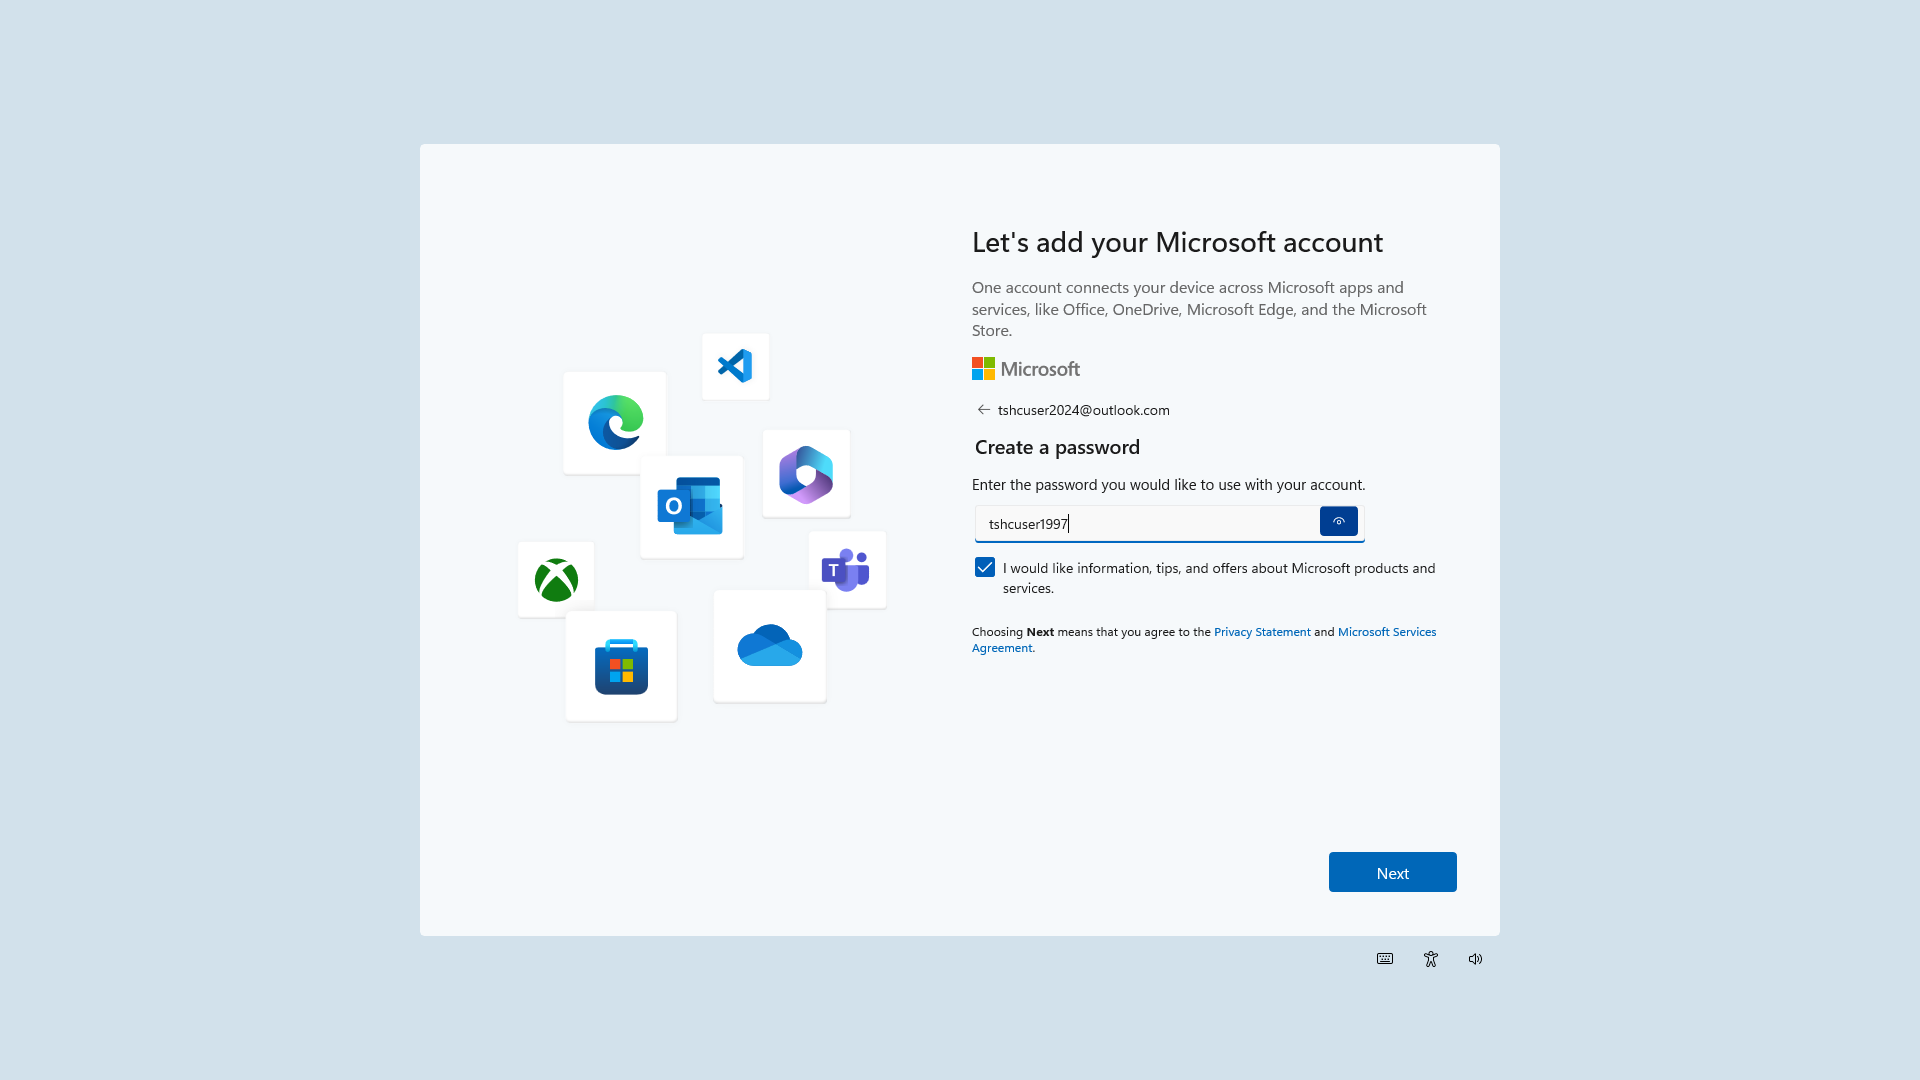 Let's add your Microsoft account
One account connects your device across Microsoft apps and
services, like Office, OneDrive, Microsoft Edge, and the Microsoft
Store.
Microsoft
tshcuser2024@outlook.com
Create a password
Enter the password you would like to use with your account.
tshcuser1997
I would like information, tips, and offers about Microsoft products and
services.
Choosing Next means that you agree to the Privacy Statement and Microsoft Services
Agreement.
Next
O
T